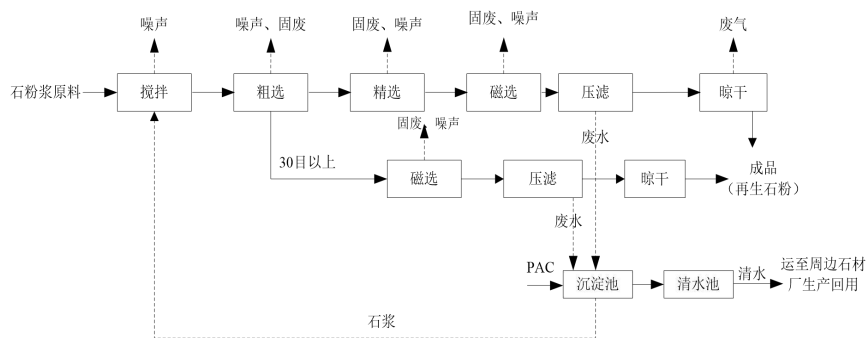 噪声
噪声、固废
固废、噪声
固废、噪声
废气
石粉浆原料
搅拌
粗选
精选
磁选
压滤
晾干
固废、噪声
废水
30目以上
磁选
压滤
晾干
成品
（再生石粉）
废水
PAC
沉淀池
清水池
清水
运至周边石材
厂生产回用
石浆